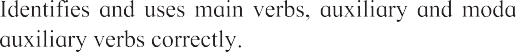 Identifies and uses main verbs, auxiliary and moda
auxiliary verbs correctly.